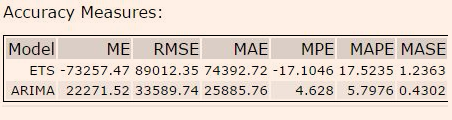 Accuracy Measures:
Model ME RMSE MAE MPE MAPE MASE
ETS -73257.47 89012.35 74392.72 -17.1046 17.5235 1.2363
ARIMA 22271.52 33589.74 25885.76 4.628 5.7976 0.4302